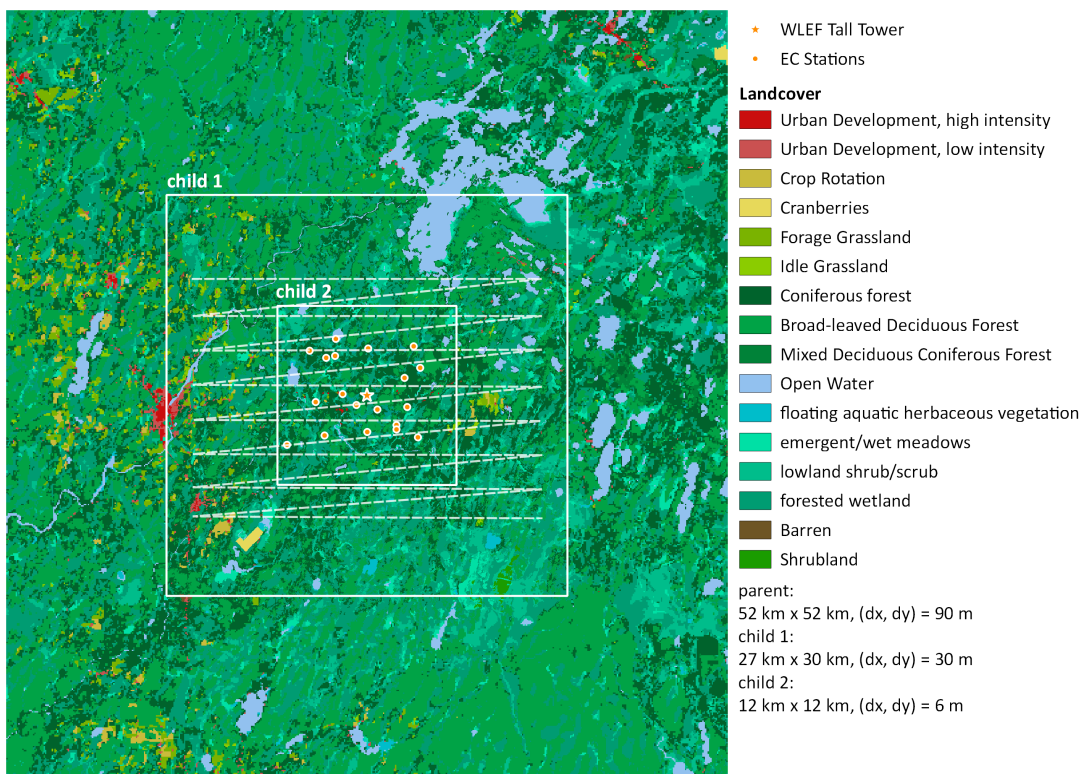 child 1
child 2
WLEF Tall Tower
EC Stations
Landcover
Urban Development, high intensity
Urban Development, low intensity
Crop Rotation
Cranberries
Forage Grassland
Idle Grassland
Coniferous forest
Broad-leaved Deciduous Forest
Mixed Deciduous Coniferous Forest
Open Water
floating aquatic herbaceous vegetation
emergent/wet meadows
lowland shrub/scrub
forested wetland
Barren
Shrubland
parent:
52 km x 52 km, (dx, dy) = 90 m
child 1:
27 km x 30 km, (dx, dy) = 30 m
child 2:
12 km x 12 km, (dx, dy) = 6 m